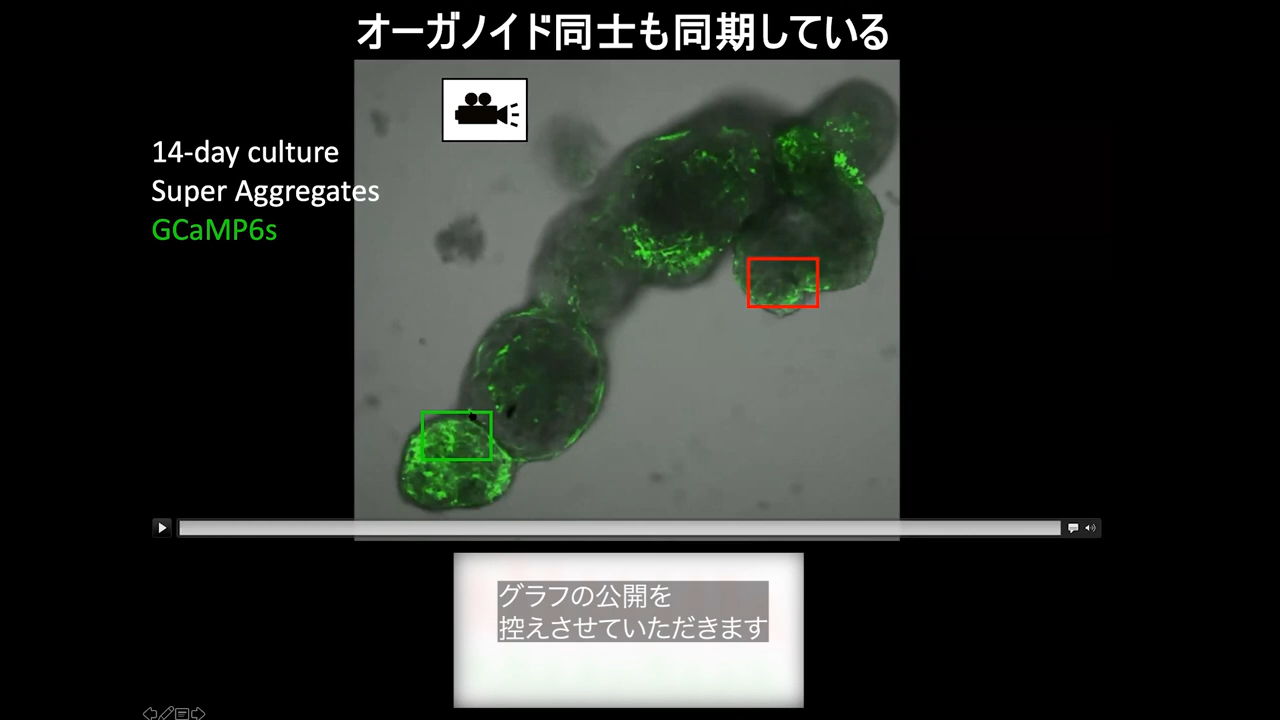 オーガノイド同士も同期している
14-day culture
Super Aggregates
GCaMP6s
グラフの公開を
控えさせていただきます